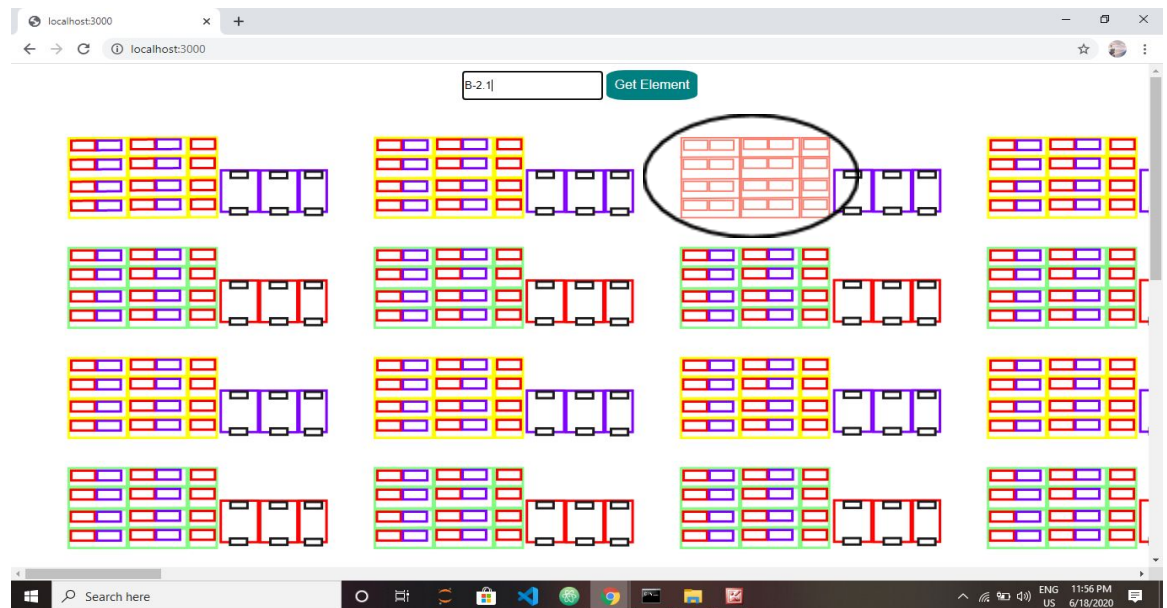 localhost:3000
localhost:3000
B-2.1
Get Element
Search here
ENG 11:56 PM
US 6/18/2020